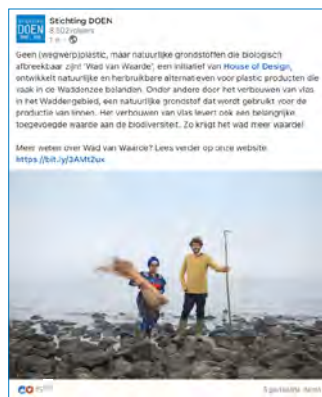 Stichting DOEN
8.502 volgers
Geen (wegwerp)plastic, maar natuurlijke grondstoffen die biologisch
afbreekbaar zijn! 'Wad van Waarde', een initiatief van House of Design,
ontwikkelt natuurlijke en herbruikbare alternatieven voor plastic producten die
vaak in de Waddenzee belanden. Onder andere door het verbouwen van vlas
in het Waddengebied, een natuurlijke grondstof dat wordt gebruikt voor de
productie van linnen. Het verbouwen van vlas levert ook een belangrijke
toegevoegde waarde aan de biodiversiteit. Zo krijgt het wad meer waarde!
Meer weten over Wad van Waarde? Lees verder op onze website.
https://bit.ly/3AMtZux
DOEN